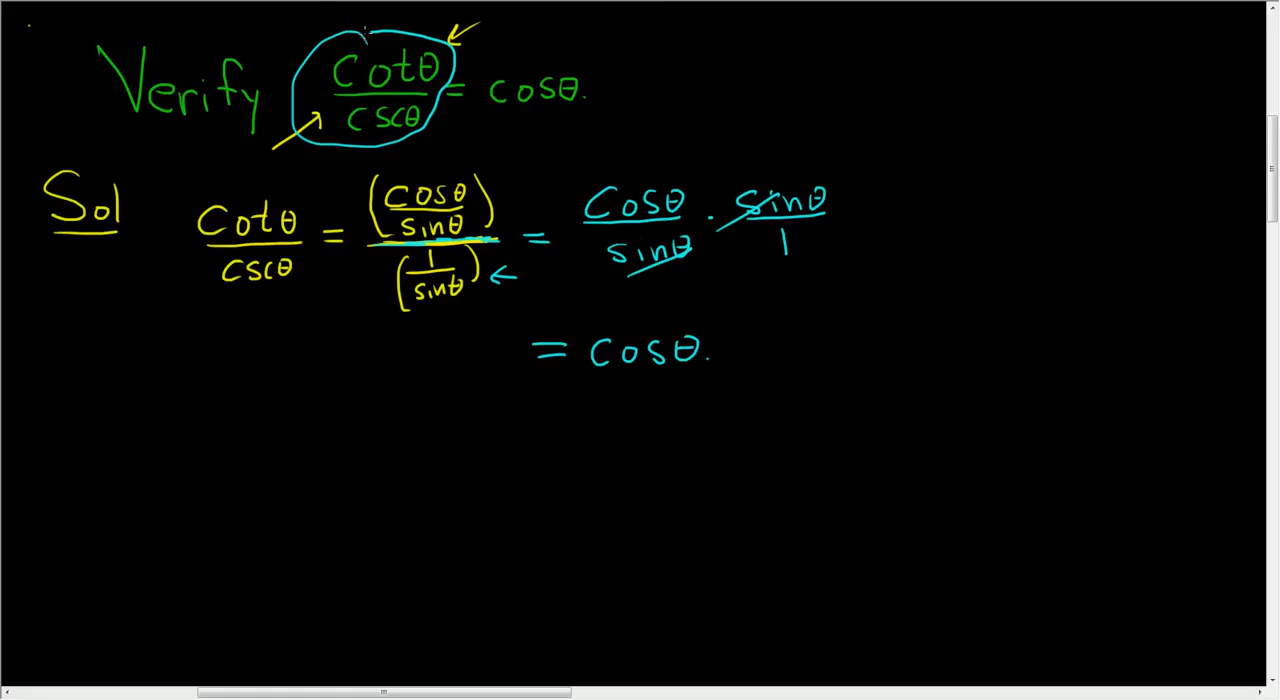 Verify cotθ/cscθ = cosθ.
Sol cotθ/cscθ = (cosθ/sinθ)/(1/sinθ) = cosθ/sinθ · sinθ/1
= cosθ.